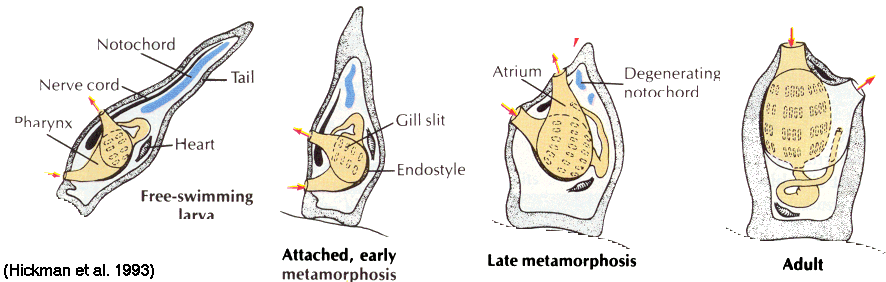 Notochord
Nerve cord
Tail
Pharynx
Heart
Free-swimming
larva
Gill slit
Endostyle
Attached, early
metamorphosis
Atrium
Degenerating
notochord
Late metamorphosis
Adult
(Hickman et al. 1993)